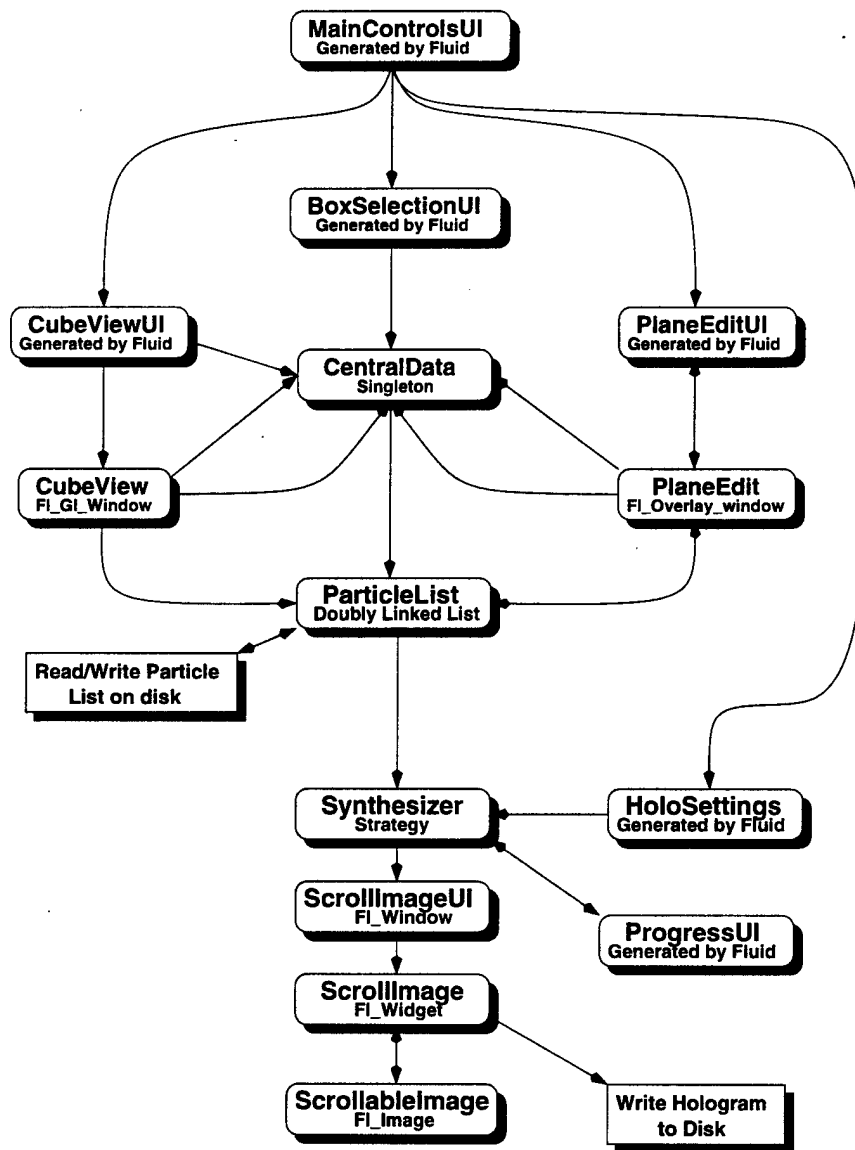 MainControlsUI
Generated by Fluid
BoxSelectionUI
Generated by Fluid
CubeViewUI
Generated by Fluid
PlaneEditUI
Generated by Fluid
CentralData
Singleton
CubeView
Fl_Gl_Window
PlaneEdit
Fl_Overlay_window
ParticleList
Doubly Linked List
Read/Write Particle
List on disk
Synthesizer
Strategy
HoloSettings
Generated by Fluid
ScrollImageUI
Fl_Window
ProgressUI
Generated by Fluid
ScrollImage
Fl_Widget
ScrollableImage
Fl_Image
Write Hologram
to Disk